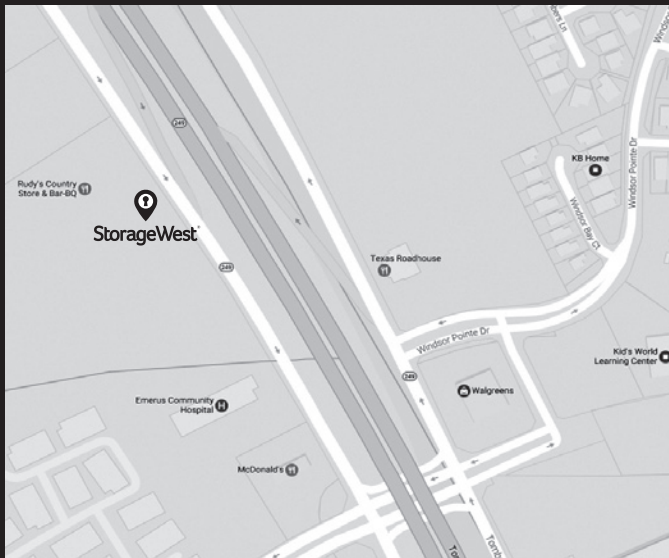 Windsor Pointe Dr
249
KB Home
Rudy's Country
Store & Bar-BQ
StorageWest
Windsor Bay Ct
Texas Roadhouse
249
Windsor Pointe Dr
Kid's World
Learning Center
249
Walgreens
Emerus Community
Hospital
H
McDonald's